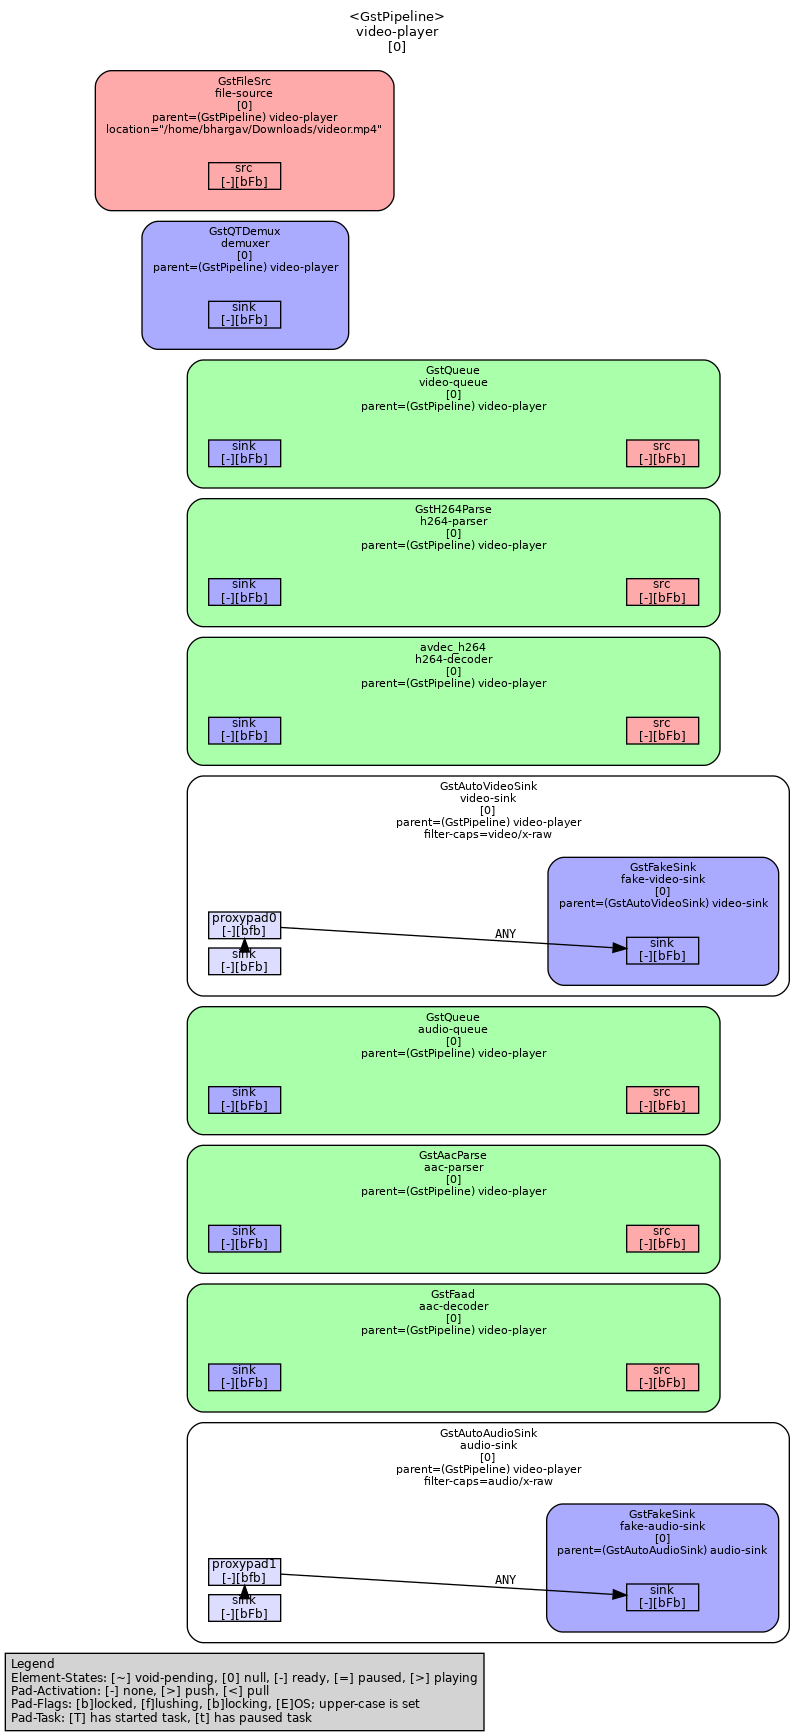 <GstPipeline>
video-player
[0]
GstFileSrc
file-source
[0]
parent=(GstPipeline) video-player
location="/home/bhargav/Downloads/videor.mp4"
src
[-][bFb]
GstQTDemux
demuxer
[0]
parent=(GstPipeline) video-player
sink
[-][bFb]
GstQueue
video-queue
[0]
parent=(GstPipeline) video-player
sink
[-][bFb]
src
[-][bFb]
GstH264Parse
h264-parser
[0]
parent=(GstPipeline) video-player
sink
[-][bFb]
src
[-][bFb]
avdec_h264
h264-decoder
[0]
parent=(GstPipeline) video-player
sink
[-][bFb]
src
[-][bFb]
GstAutoVideoSink
video-sink
[0]
parent=(GstPipeline) video-player
filter-caps=video/x-raw
GstFakeSink
fake-video-sink
[0]
parent=(GstAutoVideoSink) video-sink
proxypad0
[-][bfb]
ANY
sink
[-][bFb]
sink
[-][bFb]
GstQueue
audio-queue
[0]
parent=(GstPipeline) video-player
sink
[-][bFb]
src
[-][bFb]
GstAacParse
aac-parser
[0]
parent=(GstPipeline) video-player
sink
[-][bFb]
src
[-][bFb]
GstFaad
aac-decoder
[0]
parent=(GstPipeline) video-player
sink
[-][bFb]
src
[-][bFb]
GstAutoAudioSink
audio-sink
[0]
parent=(GstPipeline) video-player
filter-caps=audio/x-raw
GstFakeSink
fake-audio-sink
[0]
parent=(GstAutoAudioSink) audio-sink
proxypad1
[-][bfb]
ANY
sink
[-][bFb]
sink
[-][bFb]
Legend
Element-States: [~] void-pending, [0] null, [-] ready, [=] paused, [>] playing
Pad-Activation: [-] none, [>] push, [<] pull
Pad-Flags: [b]locked, [f]lushing, [b]locking, [E]OS; upper-case is set
Pad-Task: [T] has started task, [t] has paused task